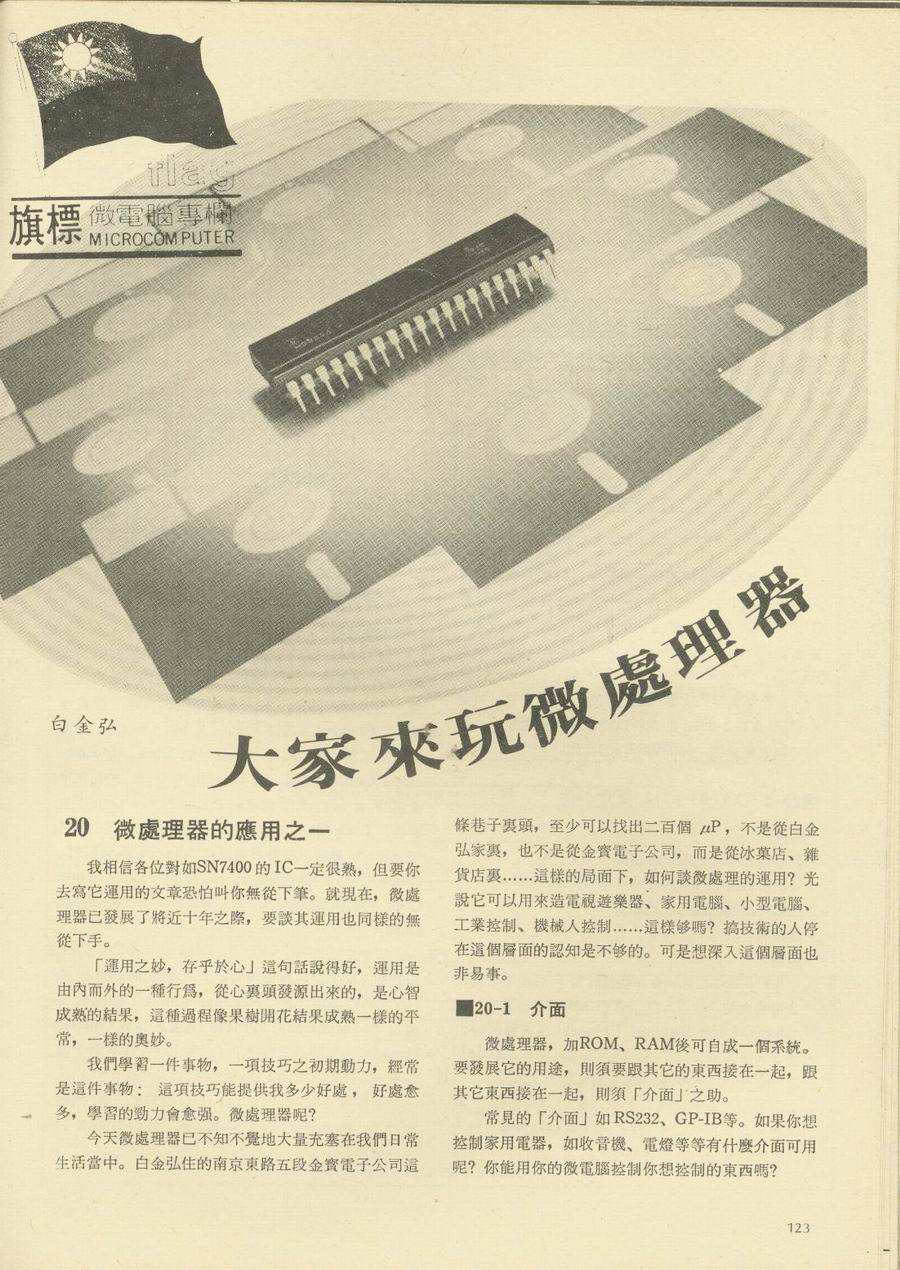 flag
旗標 微電腦專欄
MICROCOMPUTER
白金弘
大家來玩微處理器
20 微處理器的應用之一
我相信各位對如SN7400的IC一定很熟，但要你
去寫它運用的文章恐怕叫你無從下筆。就現在，微處
理器已發展了將近十年之際，要談其運用也同樣的無
從下手。
「運用之妙，存乎於心」這句話說得好，運用是
由內而外的一種行為，從心裏頭發源出來的，是心智
成熟的結果，這種過程像果樹開花結果成熟一樣的平
常，一樣的奧妙。
我們學習一件事物，一項技巧之初期動力，經常
是這件事物：這項技巧能提供我多少好處，好處愈
多，學習的勁力會愈强。微處理器呢？
今天微處理器已不知不覺地大量充塞在我們日常
生活當中。白金弘住的南京東路五段金寶電子公司這
條巷子裏頭，至少可以找出二百個 μP，不是從白金
弘家裏，也不是從金寶電子公司，而是從冰菓店、雜
貨店裏……這樣的局面下，如何談微處理的運用？光
說它可以用來造電視遊樂器、家用電腦、小型電腦、
工業控制、機械人控制……這樣够嗎？搞技術的人停
在這個層面的認知是不够的。可是想深入這個層面也
非易事。
■20-1 介面
微處理器，加ROM、RAM後可自成一個系統。
要發展它的用途，則須要跟其它的東西接在一起，跟
其它東西接在一起，則須「介面」之助。
常見的「介面」如RS232、GP-IB等。如果你想
控制家用電器，如收音機、電燈等等有什麼介面可用
呢？你能用你的微電腦控制你想控制的東西嗎？
123